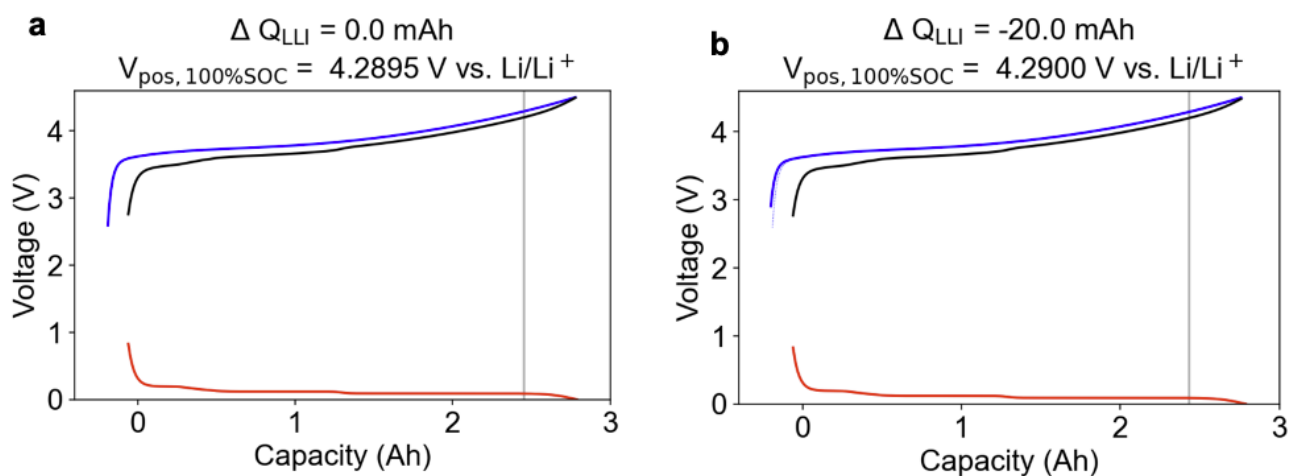 a
Δ Q_LLI = 0.0 mAh
V_pos, 100%SOC = 4.2895 V vs. Li/Li⁺
Voltage (V)
4
3
2
1
0
0 1 2 3
Capacity (Ah)
b
Δ Q_LLI = -20.0 mAh
V_pos, 100%SOC = 4.2900 V vs. Li/Li⁺
Voltage (V)
4
3
2
1
0
0 1 2 3
Capacity (Ah)